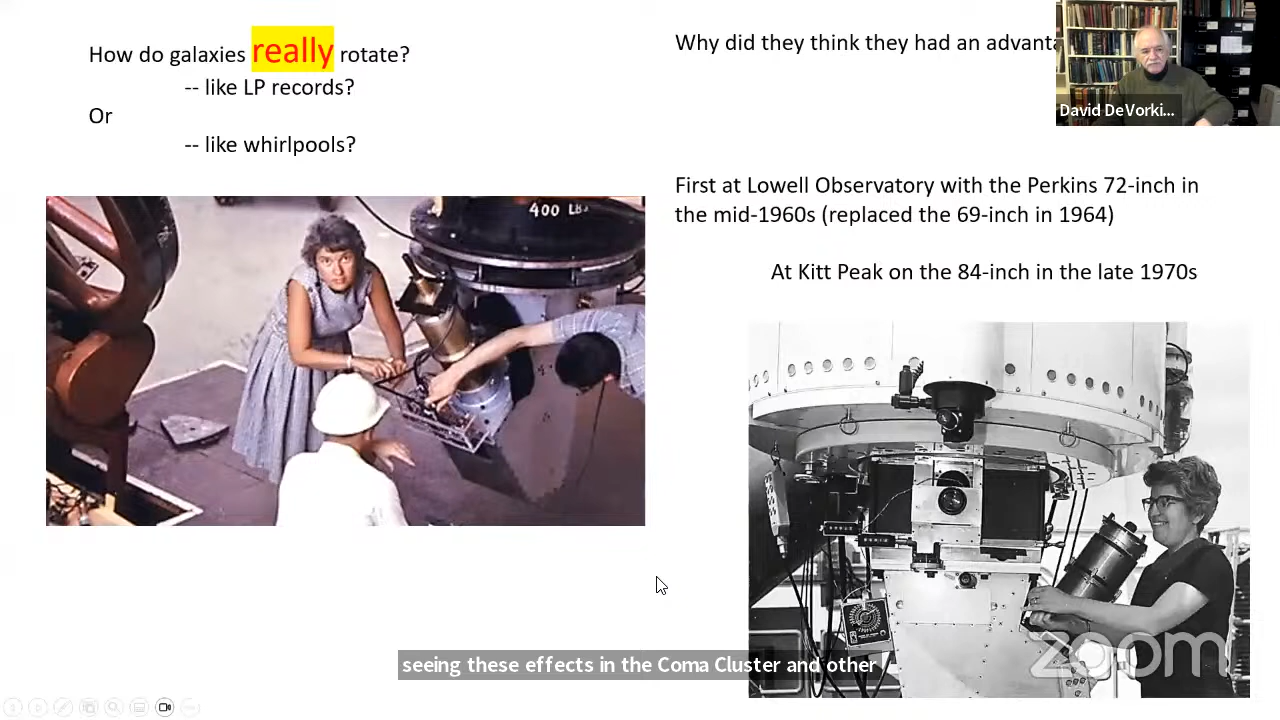 How do galaxies really rotate?
-- like LP records?
Or
-- like whirlpools?
Why did they think they had an advanta
David DeVorki...
First at Lowell Observatory with the Perkins 72-inch in
the mid-1960s (replaced the 69-inch in 1964)
At Kitt Peak on the 84-inch in the late 1970s
400 LBS
seeing these effects in the Coma Cluster and other
zoom